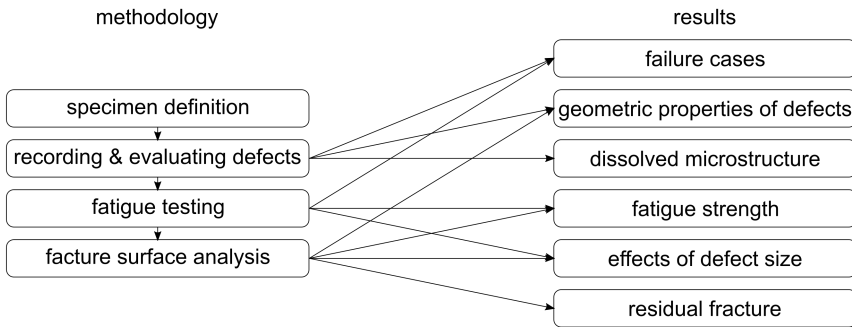 methodology
results
specimen definition
recording & evaluating defects
fatigue testing
facture surface analysis
failure cases
geometric properties of defects
dissolved microstructure
fatigue strength
effects of defect size
residual fracture